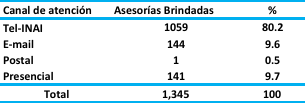 Canal de atención Asesorías Brindadas %
Tel-INAI 1059 80.2
E-mail 144 9.6
Postal 1 0.5
Presencial 141 9.7
Total 1,345 100